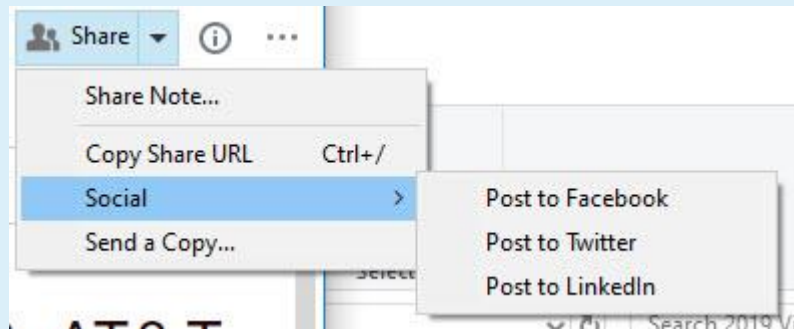 Share
Share Note...
Copy Share URL Ctrl+/
Social >
Send a Copy...
Post to Facebook
Post to Twitter
Post to LinkedIn
Select
Search 2019